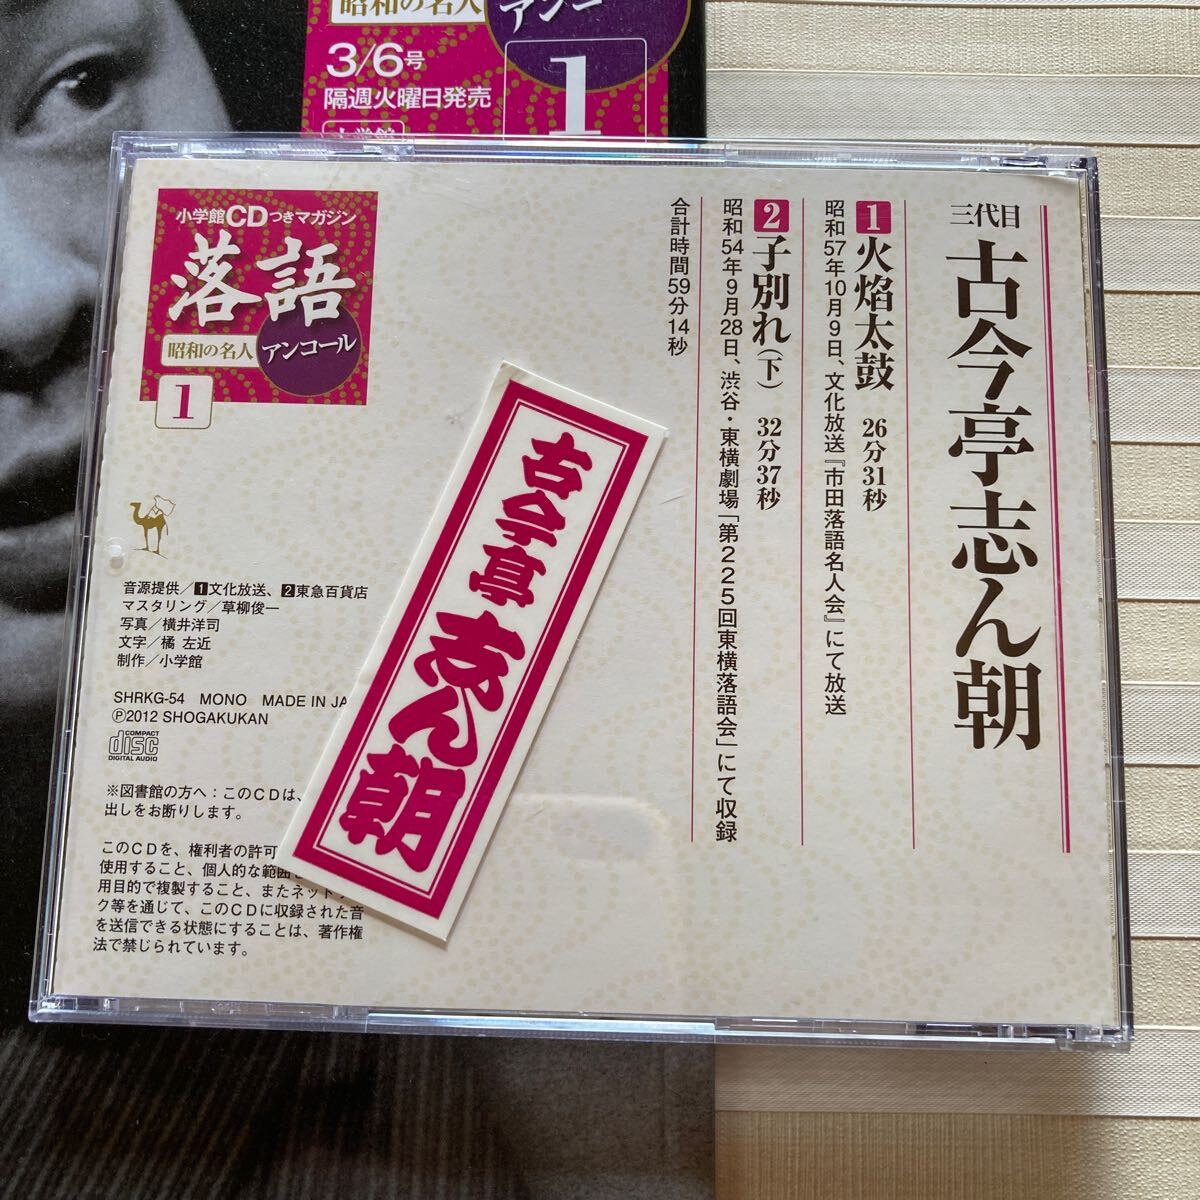 昭和の名人
アンコー
3/6号
隔週火曜日発売
1
小学館
三代目
古今亭志ん朝
1 火焰太鼓 26分31秒
昭和57年10月9日、文化放送『市田落語名人会』にて放送
2 子別れ(下) 32分37秒
昭和54年9月28日、渋谷・東横劇場「第225回東横落語会」にて収録
合計時間59分14秒
小学館CDつきマガジン
落語
昭和の名人
アンコール
1
古今亭志ん朝
音源提供／1文化放送、2東急百貨店
マスタリング／草柳俊一
写真／横井洋司
文字／橘 左近
制作／小学館
SHRKG-54 MONO MADE IN JA
Ⓟ2012 SHOGAKUKAN
COMPACT
disc
DIGITAL AUDIO
※図書館の方へ：このCDは、
出しをお断りします。
このCDを、権利者の許可
使用すること、個人的な範囲
用目的で複製すること、またネット
ク等を通じて、このCDに収録された音
を送信できる状態にすることは、著作権
法で禁じられています。